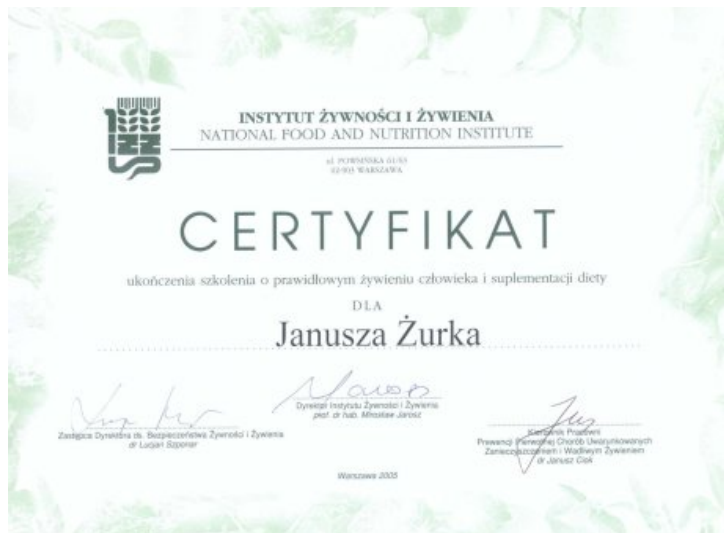 INSTYTUT ŻYWNOŚCI I ŻYWIENIA
NATIONAL FOOD AND NUTRITION INSTITUTE
ul. POWSIŃSKA 61/63
02-903 WARSZAWA
CERTYFIKAT
ukończenia szkolenia o prawidłowym żywieniu człowieka i suplementacji diety
DLA
Janusza Żurka
Dyrektor Instytutu Żywności i Żywienia
prof. dr hab. Mirosław Jarosz
Zastępca Dyrektora ds. Bezpieczeństwa Żywności i Żywienia
dr Lucjan Szponar
Kierownik Pracowni
Prewencji Pierwotnej Chorób Uwarunkowanych
Zanieczyszczeniem i Wadliwym Żywieniem
dr Janusz Ciok
Warszawa 2005